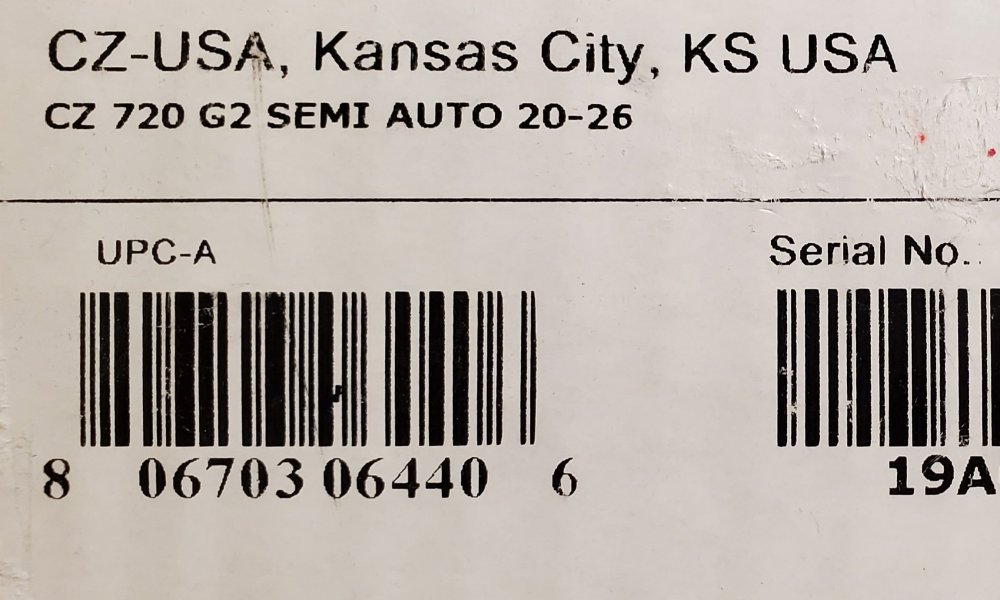 CZ-USA, Kansas City, KS USA
CZ 720 G2 SEMI AUTO 20-26
UPC-A
Serial No.
8 06703 06440 6
19A